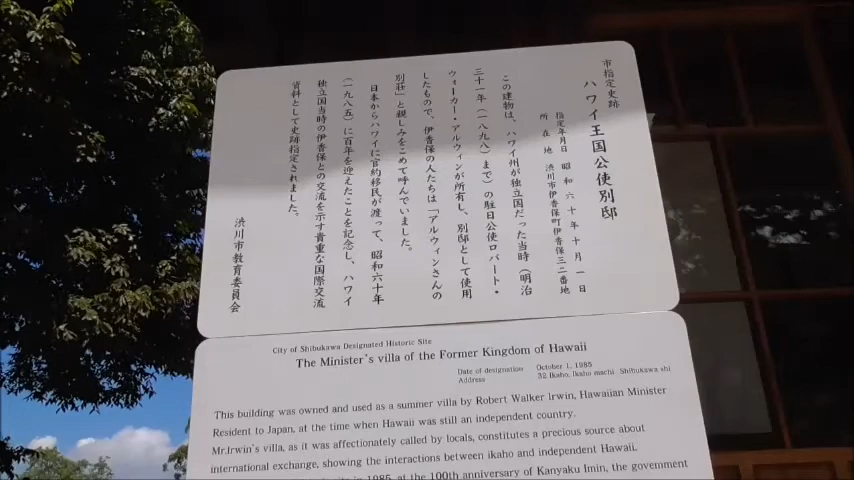 市指定史跡
ハワイ王国公使別邸
指定年月日　昭和六十年十月一日
所在地　渋川市伊香保町伊香保三二番地
この建物は、ハワイ州が独立国だった当時（明治
三十一年（一八九八）まで）の駐日公使ロバート・
ウォーカー・アルウィンが所有し、別邸として使用
したもので、伊香保の人たちは「アルウィンさんの
別荘」と親しみをこめて呼んでいました。
日本からハワイに官約移民が渡って、昭和六十年
（一九八五）に百年を迎えたことを記念し、ハワイ
独立国当時の伊香保との交流を示す貴重な国際交流
資料として史跡指定されました。
渋川市教育委員会
City of Shibukawa Designated Historic Site
The Minister's villa of the Former Kingdom of Hawaii
Date of designation October 1, 1985
Address 32 Ikaho, Ikaho machi, Shibukawa shi
This building was owned and used as a summer villa by Robert Walker Irwin, Hawaiian Minister
Resident to Japan, at the time when Hawaii was still an independent country.
Mr.Irwin's villa, as it was affectionately called by locals, constitutes a precious source about
international exchange, showing the interactions between ikaho and independent Hawaii.
in 1985, at the 100th anniversary of Kanyaku Imin, the government